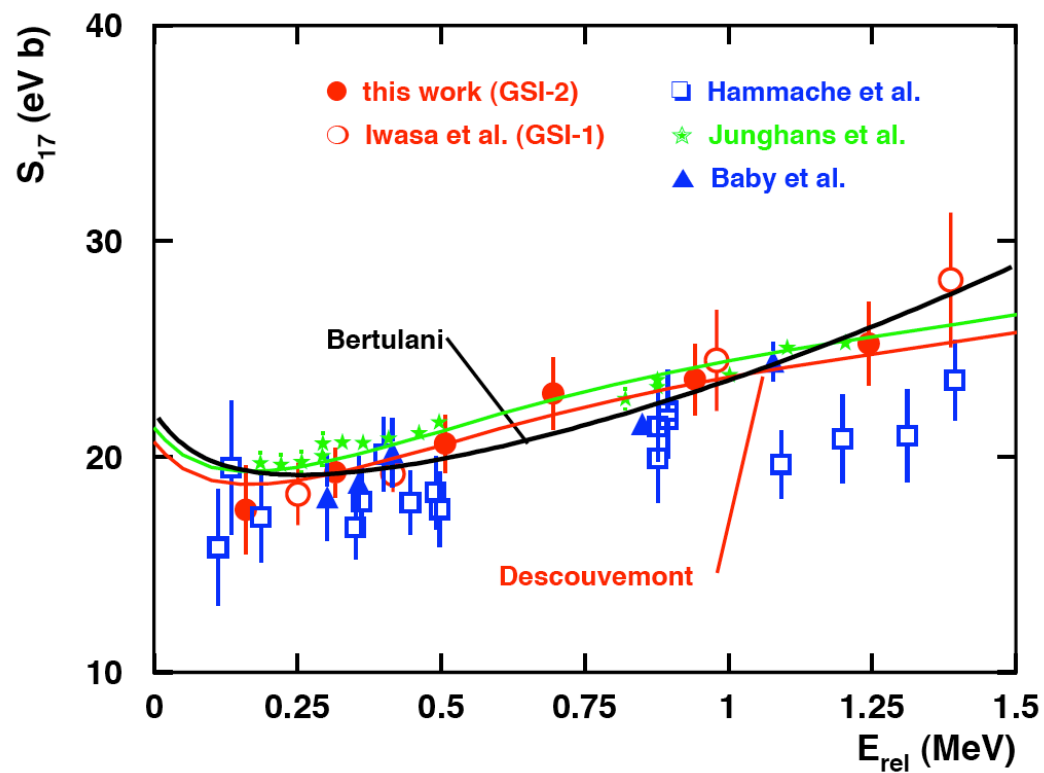 S17 (eV b)
40
30
20
10
this work (GSI-2)
Iwasa et al. (GSI-1)
Hammache et al.
Junghans et al.
Baby et al.
Bertulani
Descouvemont
0 0.25 0.5 0.75 1 1.25 1.5
Erel (MeV)